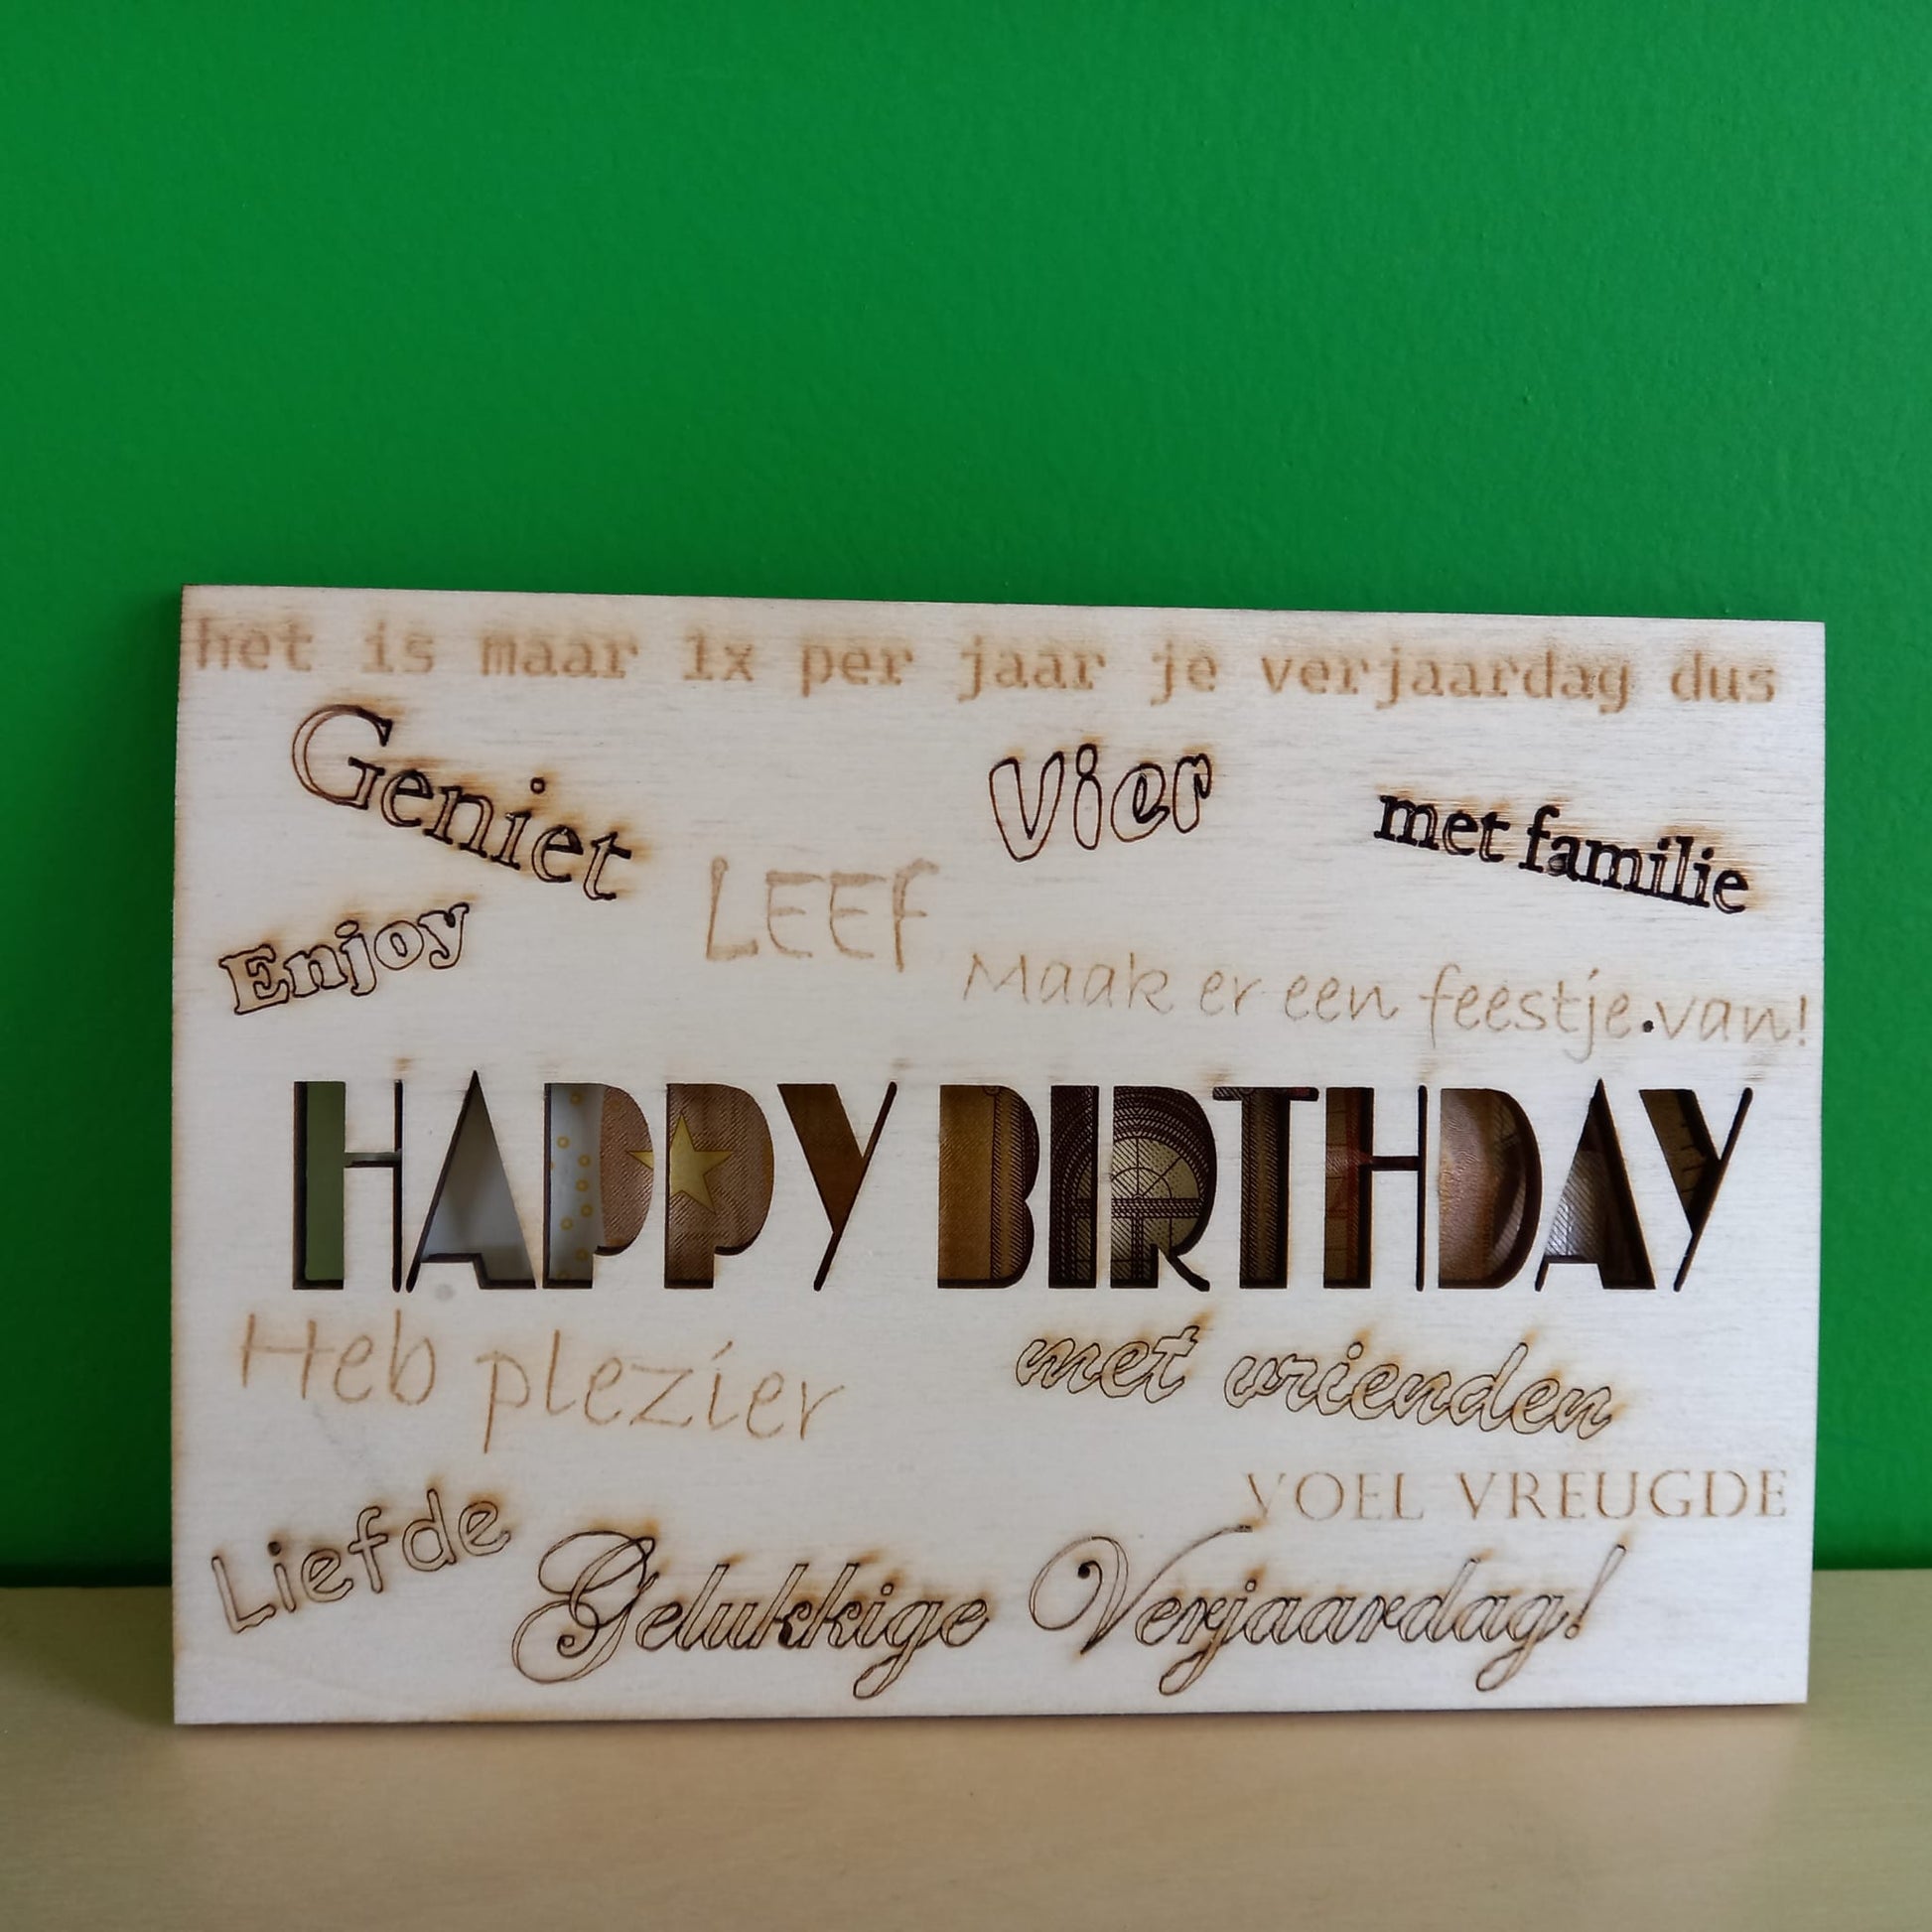 het is maar 1x per jaar je verjaardag dus
Geniet
Vier
met familie
LEEF
Enjoy
Maak er een feestje.van!
HAPPY BIRTHDAY
Heb plezier
met vrienden
VOEL VREUGDE
Liefde
Gelukkige Verjaardag!